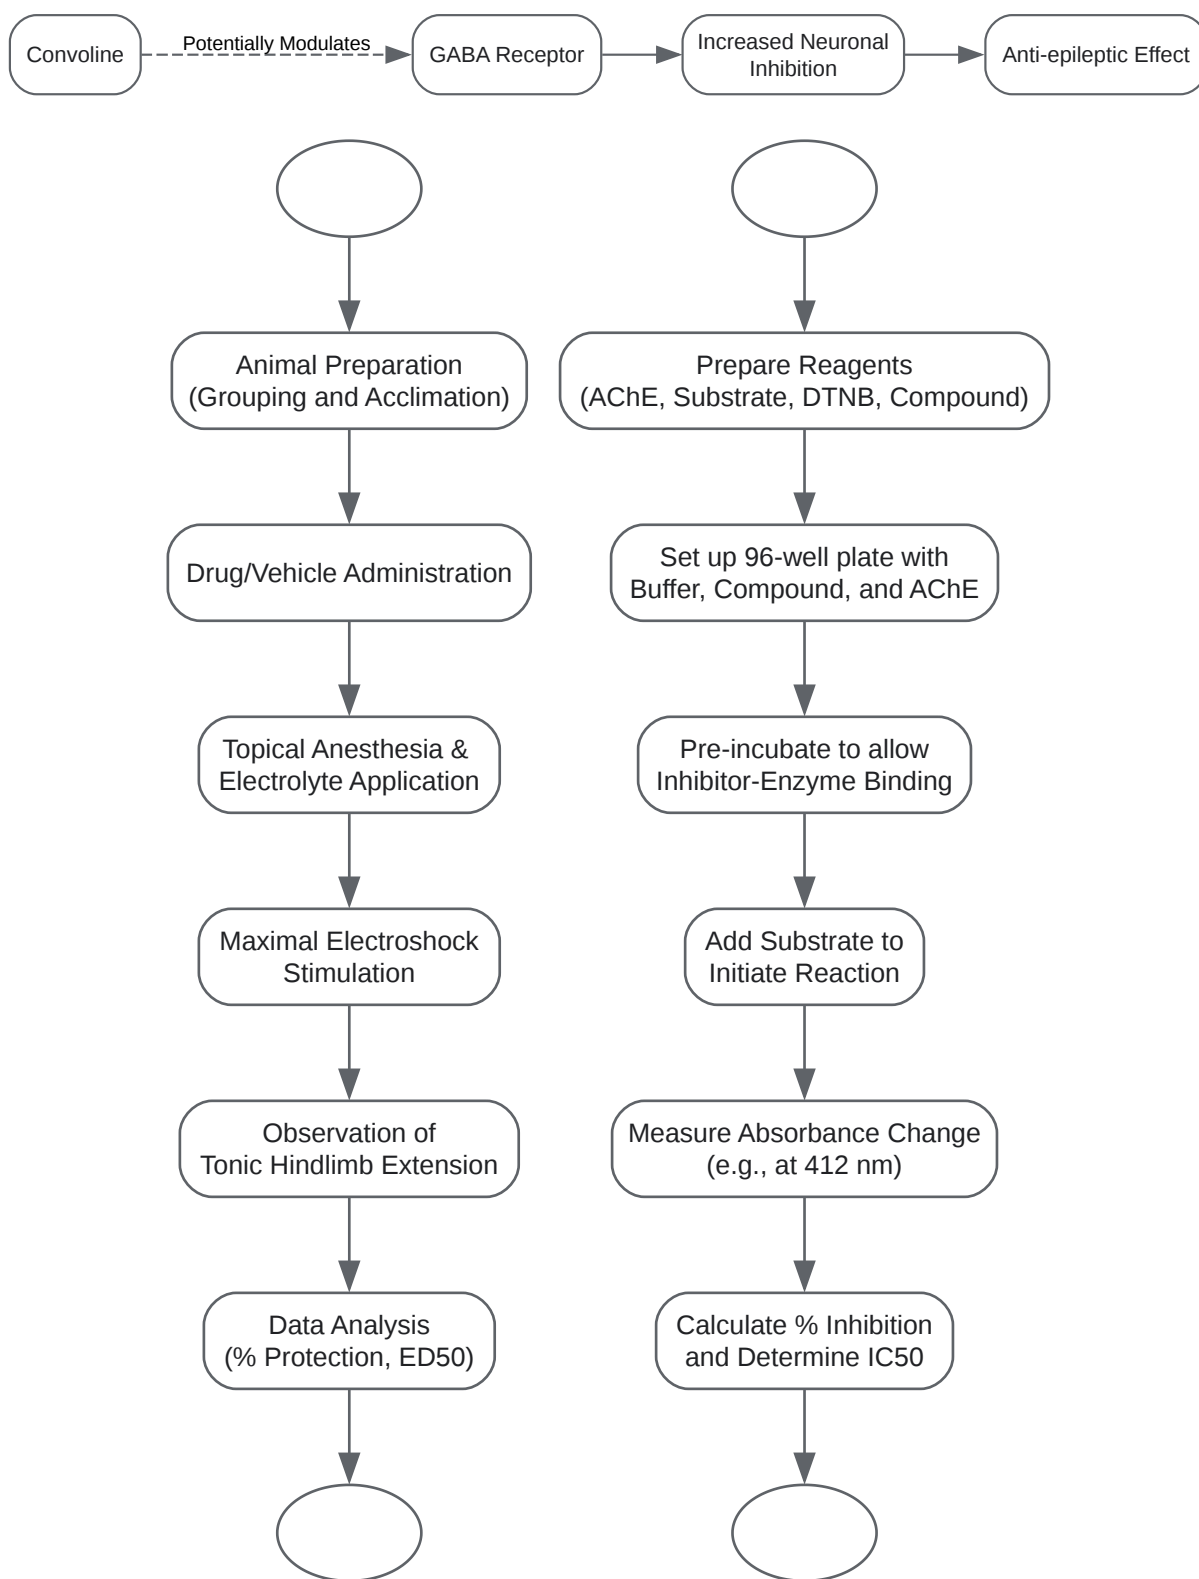 Convoline
Potentially Modulates
GABA Receptor
Increased Neuronal
Inhibition
Anti-epileptic Effect
Animal Preparation
(Grouping and Acclimation)
Drug/Vehicle Administration
Topical Anesthesia &
Electrolyte Application
Maximal Electroshock
Stimulation
Observation of
Tonic Hindlimb Extension
Data Analysis
(% Protection, ED50)
Prepare Reagents
(AChE, Substrate, DTNB, Compound)
Set up 96-well plate with
Buffer, Compound, and AChE
Pre-incubate to allow
Inhibitor-Enzyme Binding
Add Substrate to
Initiate Reaction
Measure Absorbance Change
(e.g., at 412 nm)
Calculate % Inhibition
and Determine IC50